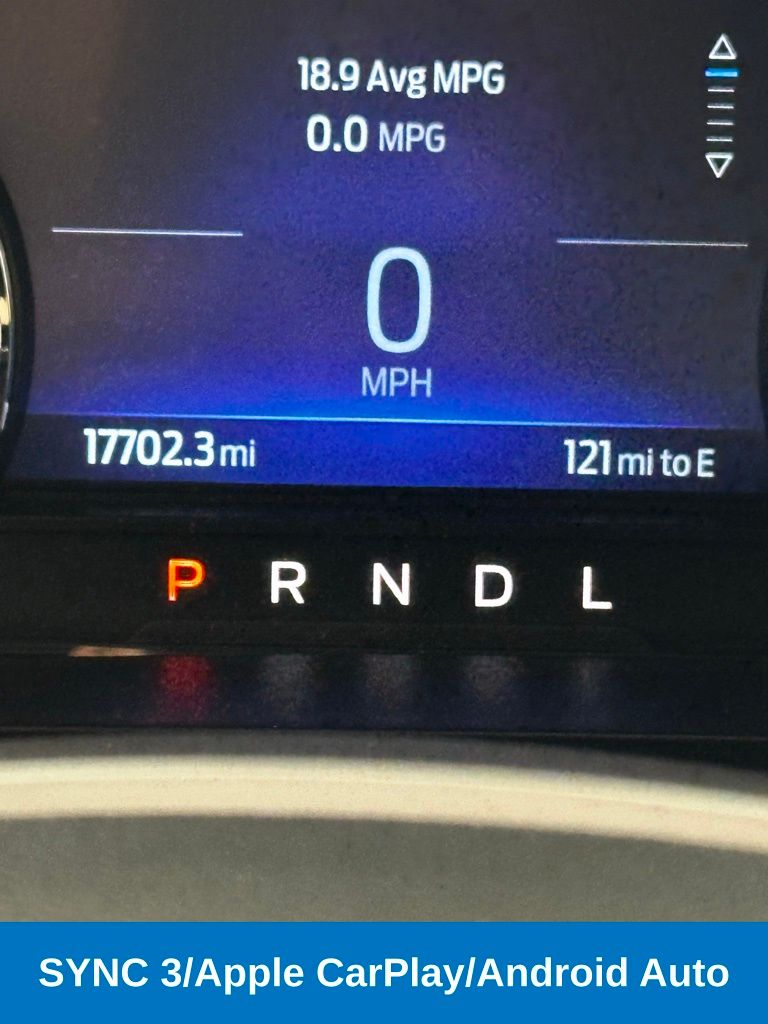 18.9 Avg MPG
0.0 MPG
0
MPH
17702.3 mi 121 mi to E
P R N D L
SYNC 3/Apple CarPlay/Android Auto